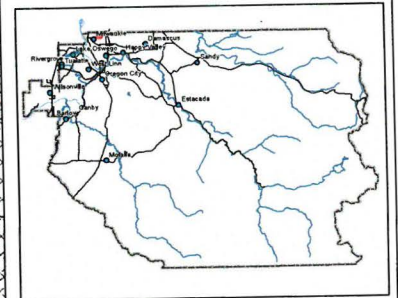 Milwaukie
Damascus
Lake Oswego
Happy Valley
Rivergrove
Tualatin
West Linn
Sandy
Oregon City
Wilsonville
Estacada
Canby
Barlow
Molalla